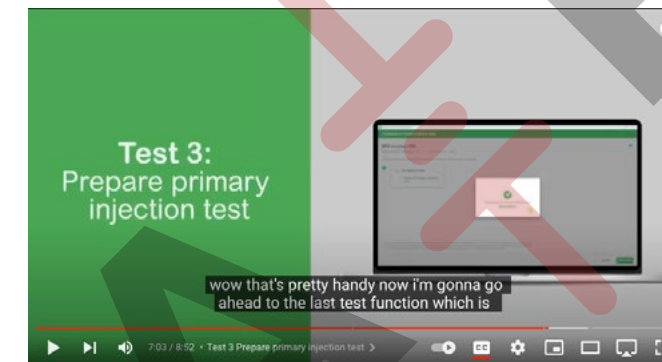 Test 3:
Prepare primary
injection test
wow that's pretty handy now i'm gonna go
ahead to the last test function which is
7:03 / 8:52 • Test 3 Prepare primary injection test >
CC